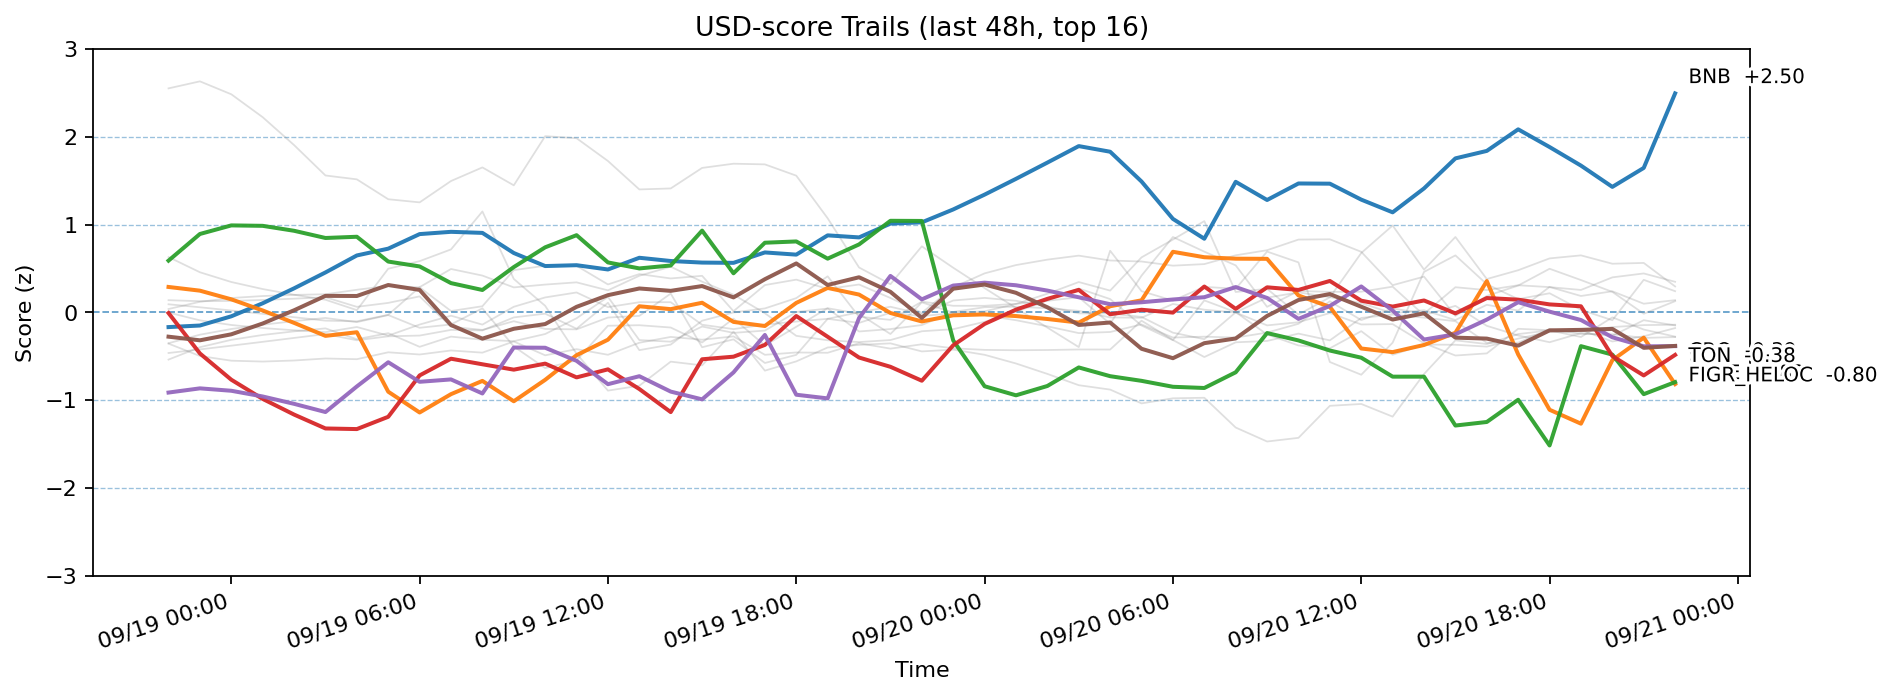 USD-score Trails (last 48h, top 16)
Score (z)
3
2
1
0
−1
−2
−3
BNB +2.50
TON -0.38
FIGR_HELOC -0.80
09/19 00:00
09/19 06:00
09/19 12:00
09/19 18:00
09/20 00:00
09/20 06:00
09/20 12:00
09/20 18:00
09/21 00:00
Time